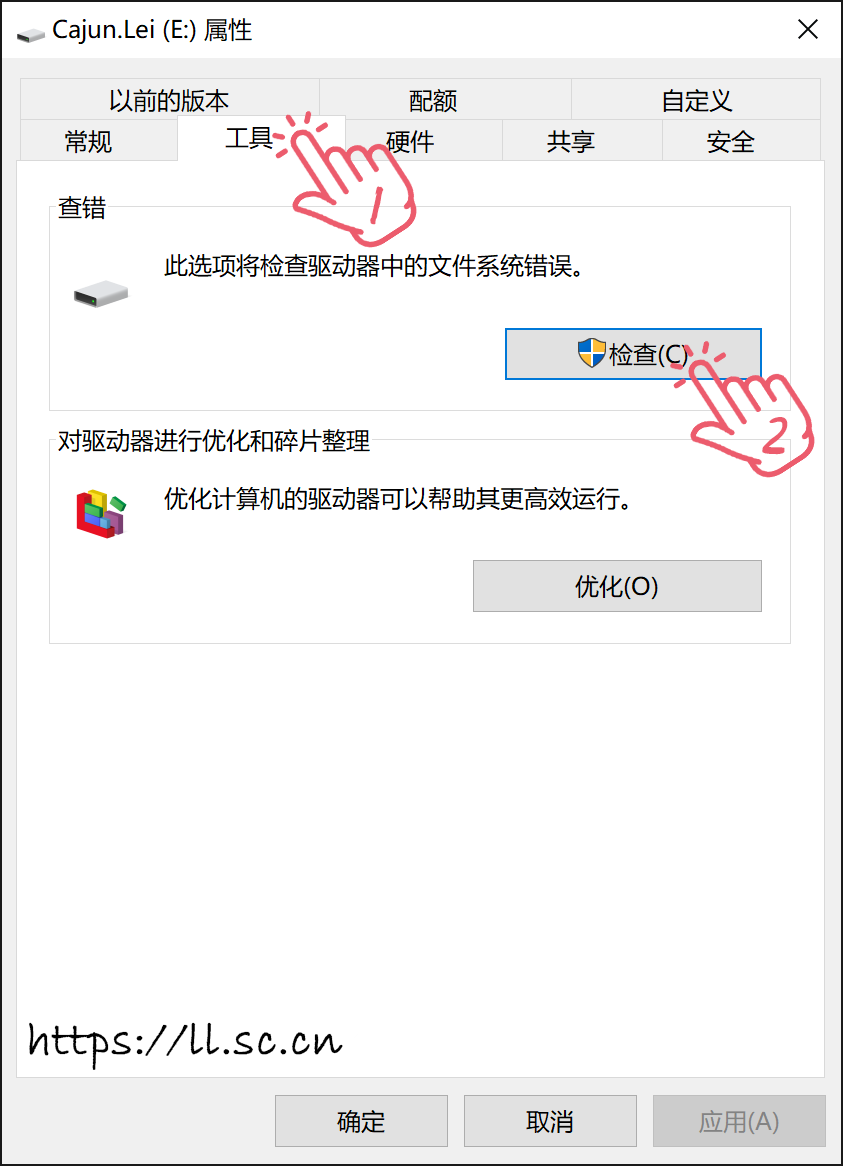 Cajun.Lei (E:) 属性
以前的版本 配额 自定义
常规 工具 硬件 共享 安全
1
查错
此选项将检查驱动器中的文件系统错误。
检查(C)
2
对驱动器进行优化和碎片整理
优化计算机的驱动器可以帮助其更高效运行。
优化(O)
https://ll.sc.cn
确定 取消 应用(A)